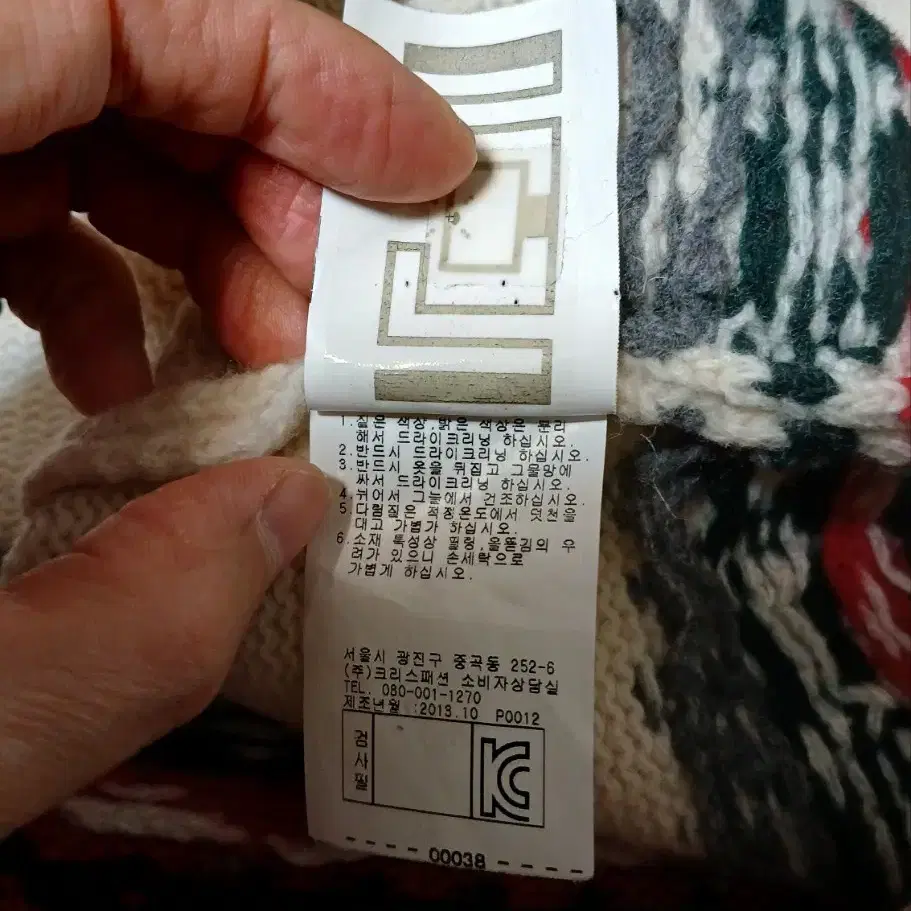 1.짙은 색상,밝은 색상은 분리
해서 드라이크리닝 하십시오.
2.반드시 드라이크리닝 하십시오.
3.반드시 옷을 뒤집고 그물망에
싸서 드라이크리닝 하십시오.
4.뉘어서 그늘에서 건조하십시오.
5.다림질은 적정온도에서 덧천을
대고 가볍가 하십시오.
6.소재 특성상 필링,올뜯김의 우
려가 있으니 손세탁으로
가볍게 하십시오.
서울시 광진구 중곡동 252-6
(주)크리스패션 소비자상담실
TEL. 080-001-1270
제조년월 :2013.10 P0012
검사필
KC
00038